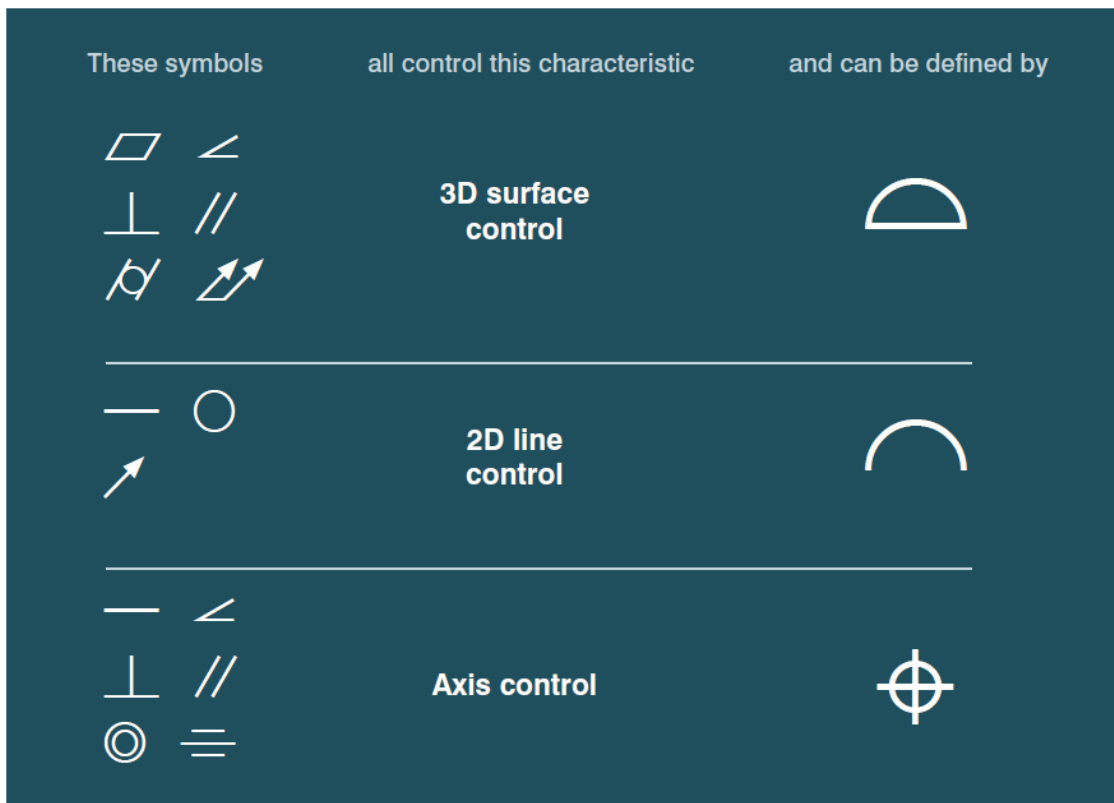 These symbols
all control this characteristic
and can be defined by
3D surface
control
2D line
control
Axis control